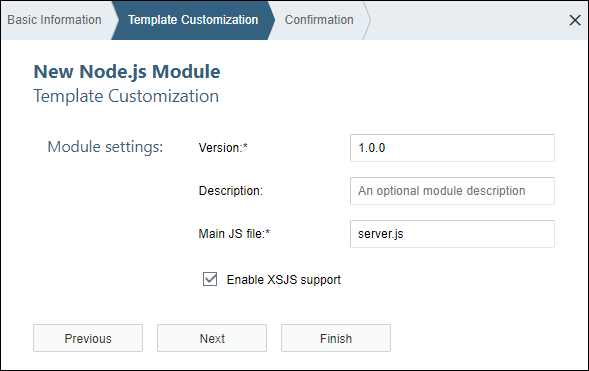 Basic Information Template Customization Confirmation
New Node.js Module
Template Customization
Module settings: Version:* 1.0.0
Description: An optional module description
Main JS file:* server.js
Enable XSJS support
Previous Next Finish